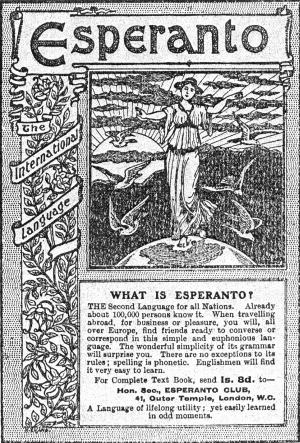 Esperanto
The
International
Language
WHAT IS ESPERANTO?
THE Second Language for all Nations. Already
about 100,000 persons know it. When travelling
abroad, for business or pleasure, you will, all
over Europe, find friends ready to converse or
correspond in this simple and euphonious lan-
guage. The wonderful simplicity of its grammar
will surprise you. There are no exceptions to its
rules; spelling is phonetic. Englishmen will find
it very easy to learn.
For Complete Text Book, send 1s. 8d. to—
Hon. Sec., ESPERANTO CLUB,
41, Outer Temple, London, W.C.
A Language of lifelong utility; yet easily learned
in odd moments.